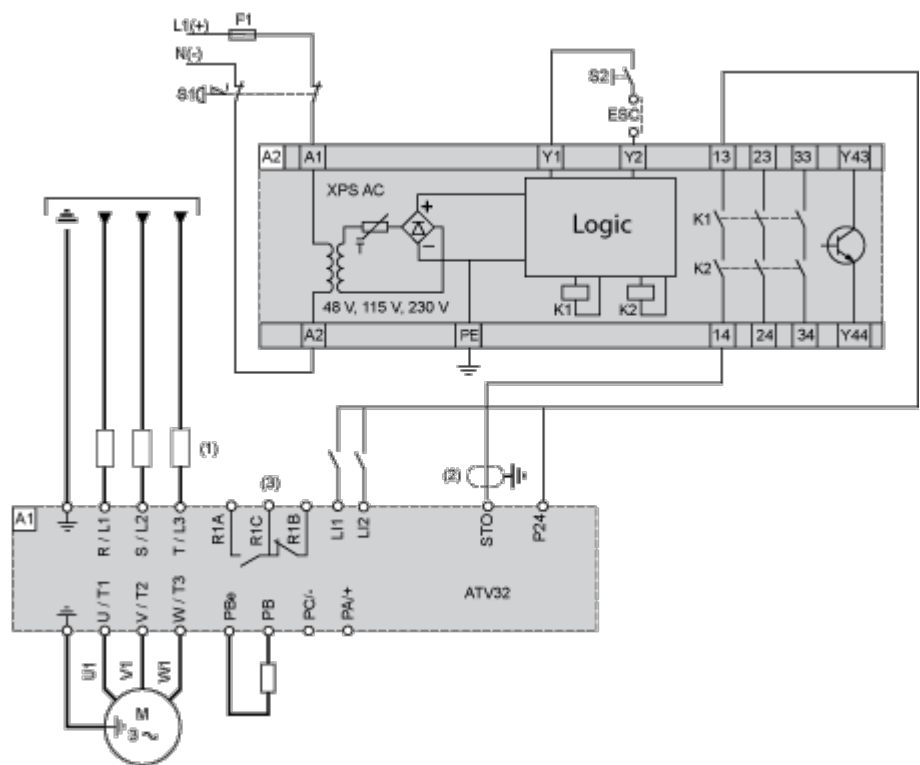 L1(+) F1
N(-)
S1
S2
ESC
A2 A1 Y1 Y2 13 23 33 Y43
XPS AC
+
Logic
K1
T
−
K2
48 V, 115 V, 230 V
K1 K2
A2 PE 14 24 34 Y44
(1)
(2)
(3)
A1
R / L1
S / L2
T / L3
R1A
R1C
R1B
LI1
LI2
STO
P24
ATV32
U / T1
V / T2
W / T3
PBe
PB
PC/-
PA/+
U1
V1
W1
M
3 ~